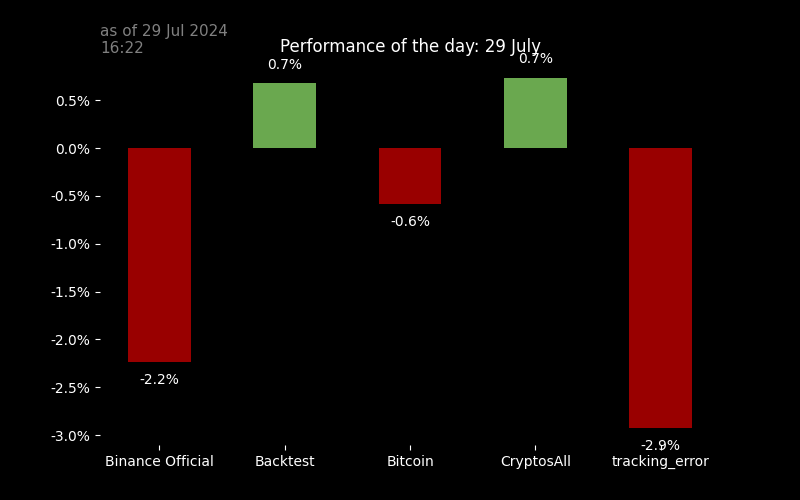 as of 29 Jul 2024
16:22
Performance of the day: 29 July
0.7%
0.7%
0.5%
0.0%
-0.5%
-0.6%
-1.0%
-1.5%
-2.0%
-2.2%
-2.5%
-2.9%
-3.0%
Binance Official
Backtest
Bitcoin
CryptosAll
tracking_error